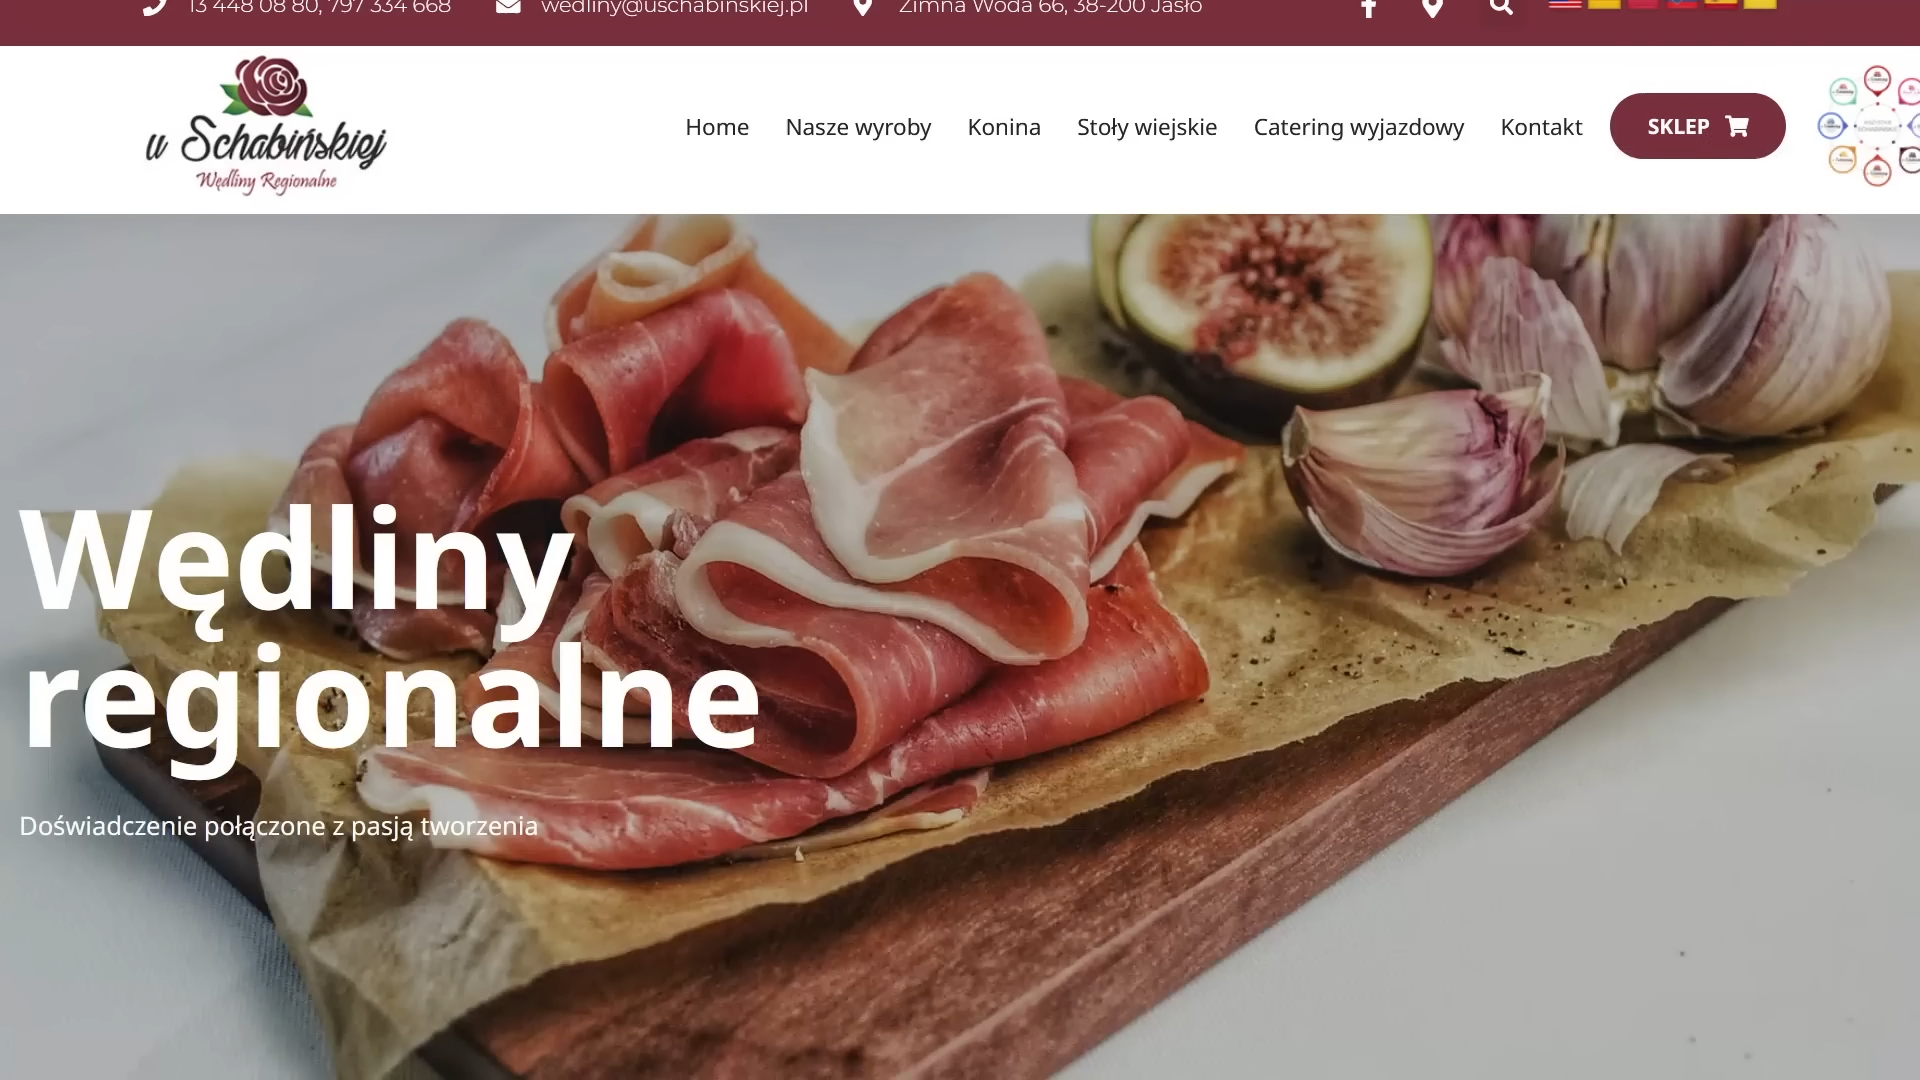 13 448 08 80, 797 334 668
wedliny@uschabinskiej.pl
Zimna Woda 66, 38-200 Jasło
u Schabińskiej
Wędliny Regionalne
Home
Nasze wyroby
Konina
Stoły wiejskie
Catering wyjazdowy
Kontakt
SKLEP
Wędliny
regionalne
Doświadczenie połączone z pasją tworzenia